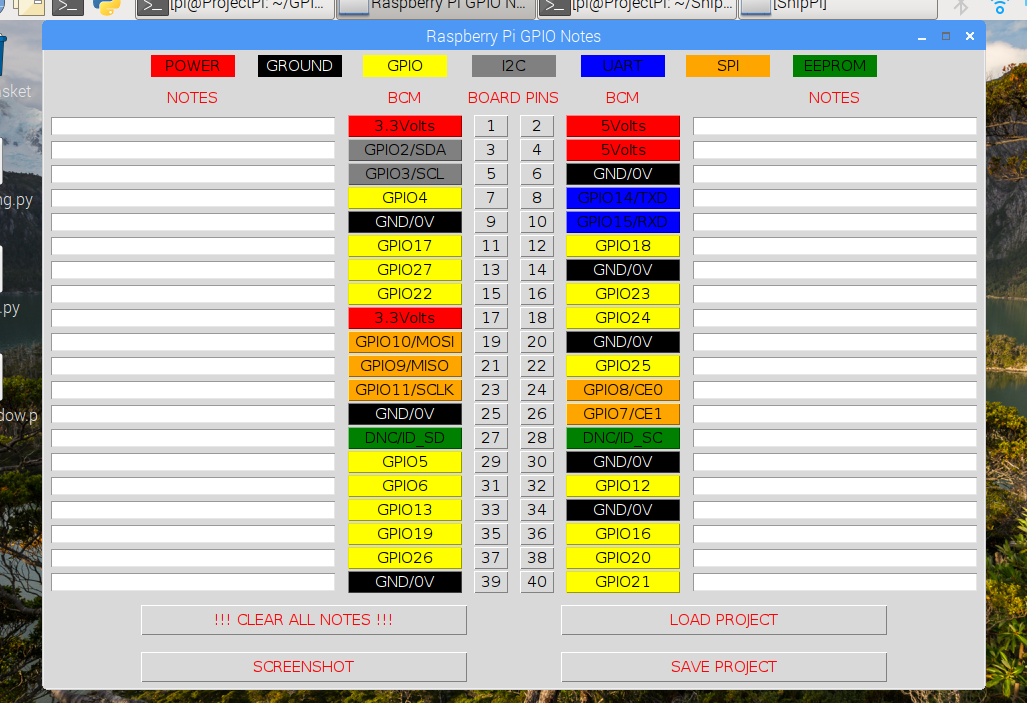 [pi@ProjectPi: ~/GPI... Raspberry Pi GPIO N... [pi@ProjectPi: ~/Snip... [SnipPi]
Raspberry Pi GPIO Notes
POWER GROUND GPIO I2C UART SPI EEPROM
NOTES BCM BOARD PINS BCM NOTES
3.3Volts 1 2 5Volts
GPIO2/SDA 3 4 5Volts
GPIO3/SCL 5 6 GND/0V
GPIO4 7 8 GPIO14/TXD
GND/0V 9 10 GPIO15/RXD
GPIO17 11 12 GPIO18
GPIO27 13 14 GND/0V
GPIO22 15 16 GPIO23
3.3Volts 17 18 GPIO24
GPIO10/MOSI 19 20 GND/0V
GPIO9/MISO 21 22 GPIO25
GPIO11/SCLK 23 24 GPIO8/CE0
GND/0V 25 26 GPIO7/CE1
DNC/ID_SD 27 28 DNC/ID_SC
GPIO5 29 30 GND/0V
GPIO6 31 32 GPIO12
GPIO13 33 34 GND/0V
GPIO19 35 36 GPIO16
GPIO26 37 38 GPIO20
GND/0V 39 40 GPIO21
!!! CLEAR ALL NOTES !!! LOAD PROJECT
SCREENSHOT SAVE PROJECT
sket
ng.py
.py
dow.p